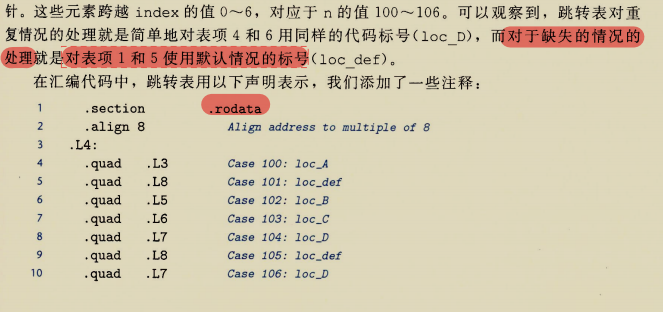 针。这些元素跨越 index 的值 0～6，对应于 n 的值 100～106。可以观察到，跳转表对重
复情况的处理就是简单地对表项 4 和 6 用同样的代码标号(loc_D)，而对于缺失的情况的
处理就是对表项 1 和 5 使用默认情况的标号(loc_def)。
在汇编代码中，跳转表用以下声明表示，我们添加了一些注释：
1 .section .rodata
2 .align 8 Align address to multiple of 8
3 .L4:
4 .quad .L3 Case 100: loc_A
5 .quad .L8 Case 101: loc_def
6 .quad .L5 Case 102: loc_B
7 .quad .L6 Case 103: loc_C
8 .quad .L7 Case 104: loc_D
9 .quad .L8 Case 105: loc_def
10 .quad .L7 Case 106: loc_D